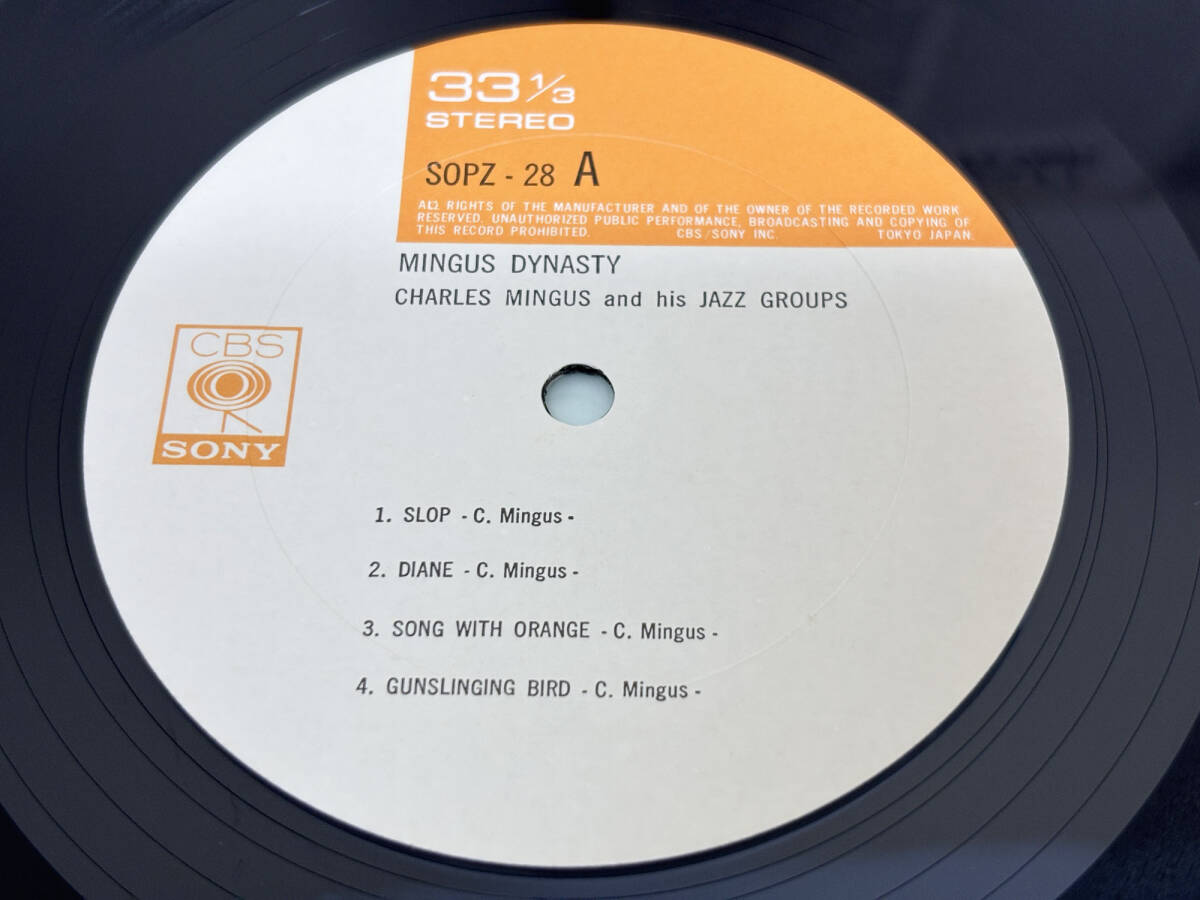 33 1/3
STEREO
SOPZ - 28 A
ALL RIGHTS OF THE MANUFACTURER AND OF THE OWNER OF THE RECORDED WORK
RESERVED. UNAUTHORIZED PUBLIC PERFORMANCE, BROADCASTING AND COPYING OF
THIS RECORD PROHIBITED. CBS/SONY INC. TOKYO JAPAN.
MINGUS DYNASTY
CHARLES MINGUS and his JAZZ GROUPS
CBS
SONY
1. SLOP - C. Mingus -
2. DIANE - C. Mingus -
3. SONG WITH ORANGE - C. Mingus -
4. GUNSLINGING BIRD - C. Mingus -